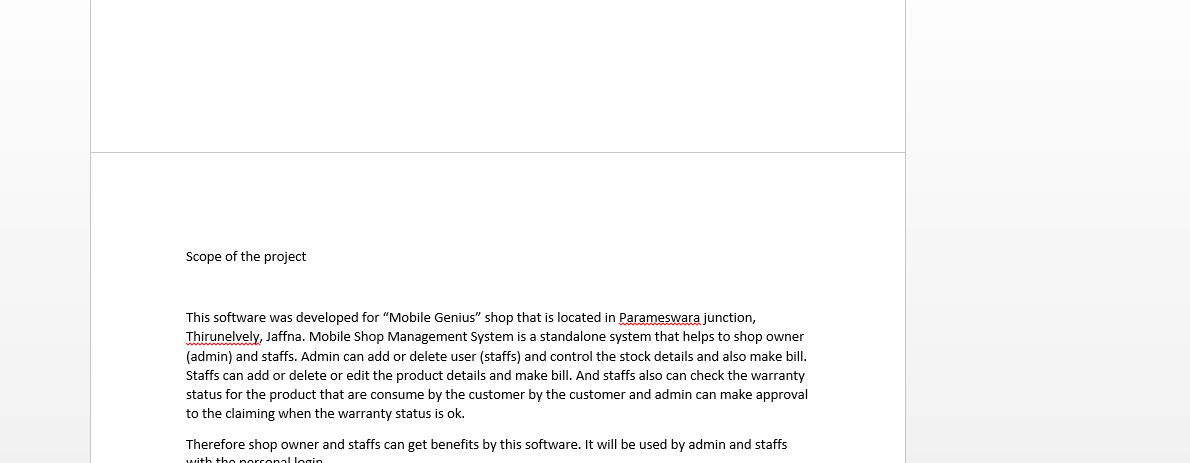 Scope of the project
This software was developed for “Mobile Genius” shop that is located in Parameswara junction,
Thirunelvely, Jaffna. Mobile Shop Management System is a standalone system that helps to shop owner
(admin) and staffs. Admin can add or delete user (staffs) and control the stock details and also make bill.
Staffs can add or delete or edit the product details and make bill. And staffs also can check the warranty
status for the product that are consume by the customer by the customer and admin can make approval
to the claiming when the warranty status is ok.
Therefore shop owner and staffs can get benefits by this software. It will be used by admin and staffs
with the personal login.